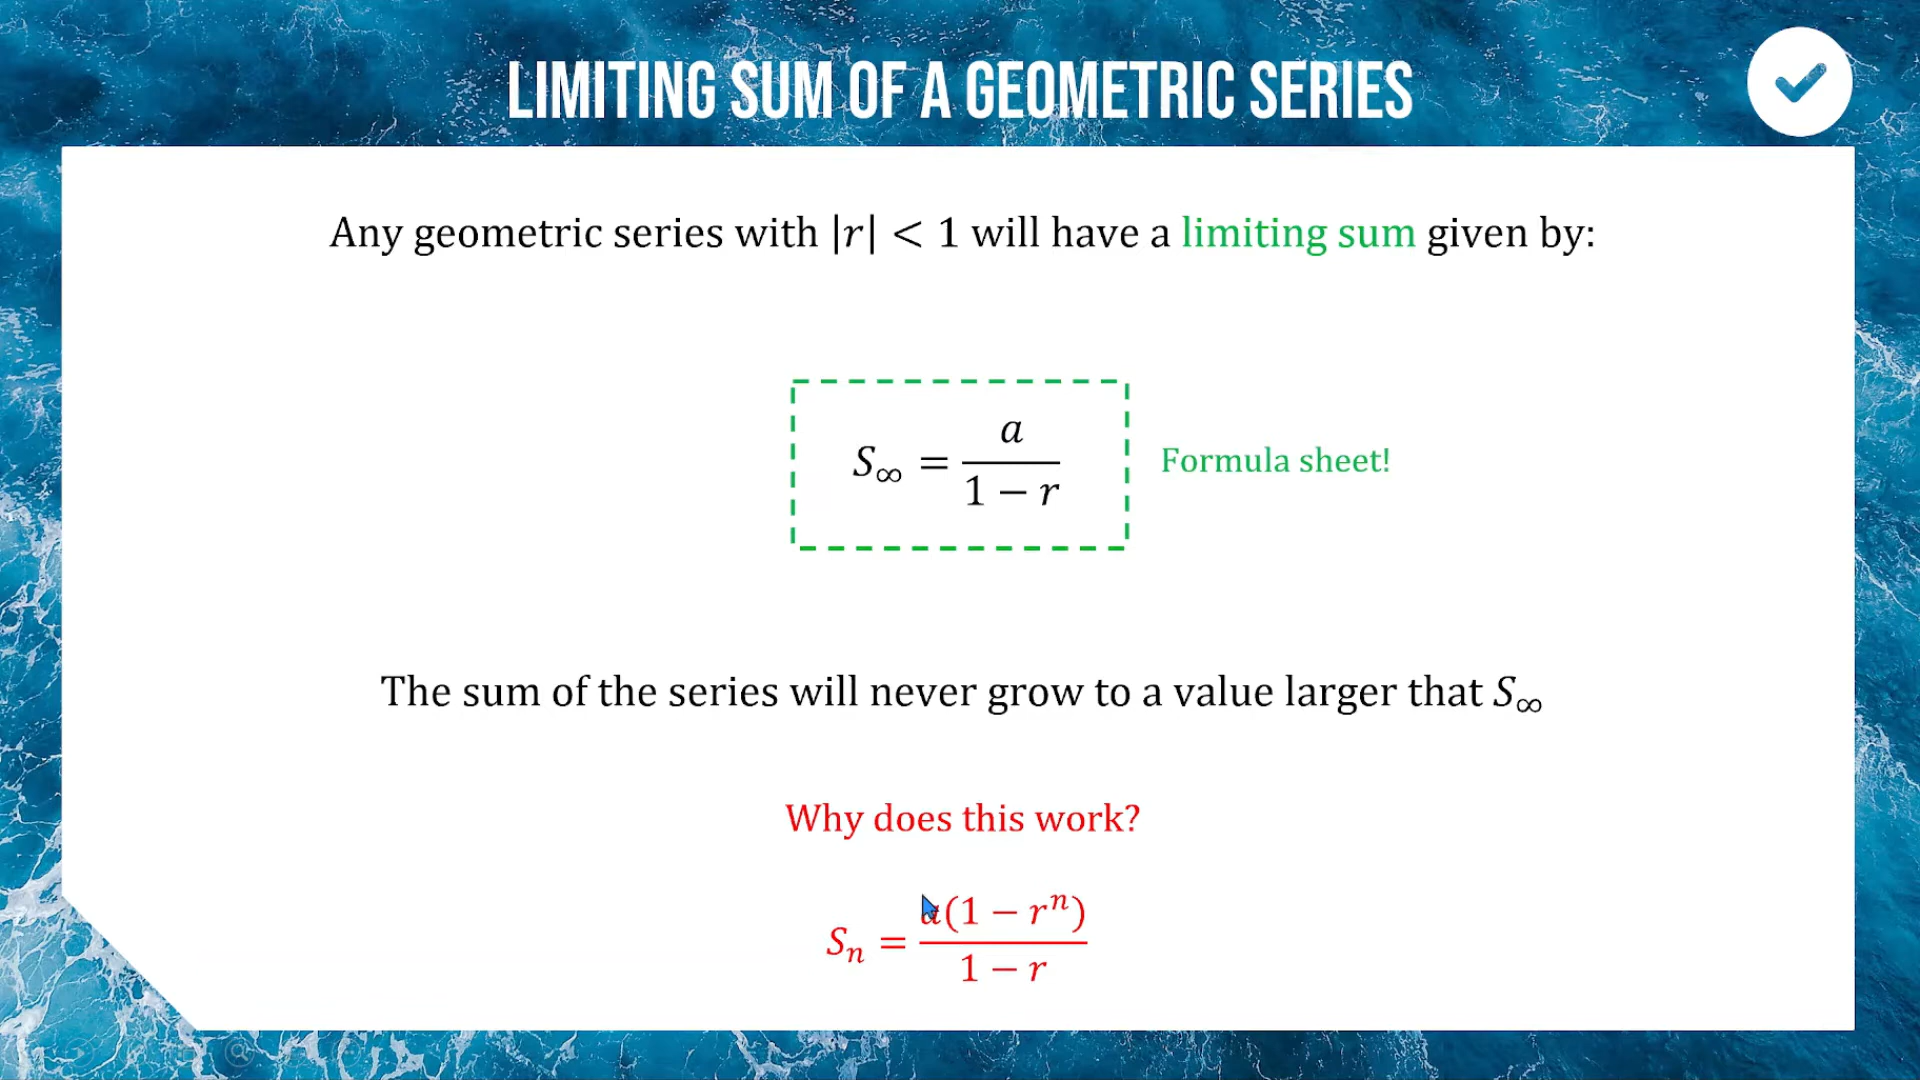 LIMITING SUM OF A GEOMETRIC SERIES
Any geometric series with |r| < 1 will have a limiting sum given by:
S∞ = a / (1 − r)
Formula sheet!
The sum of the series will never grow to a value larger that S∞
Why does this work?
Sₙ = a(1 − rⁿ) / (1 − r)